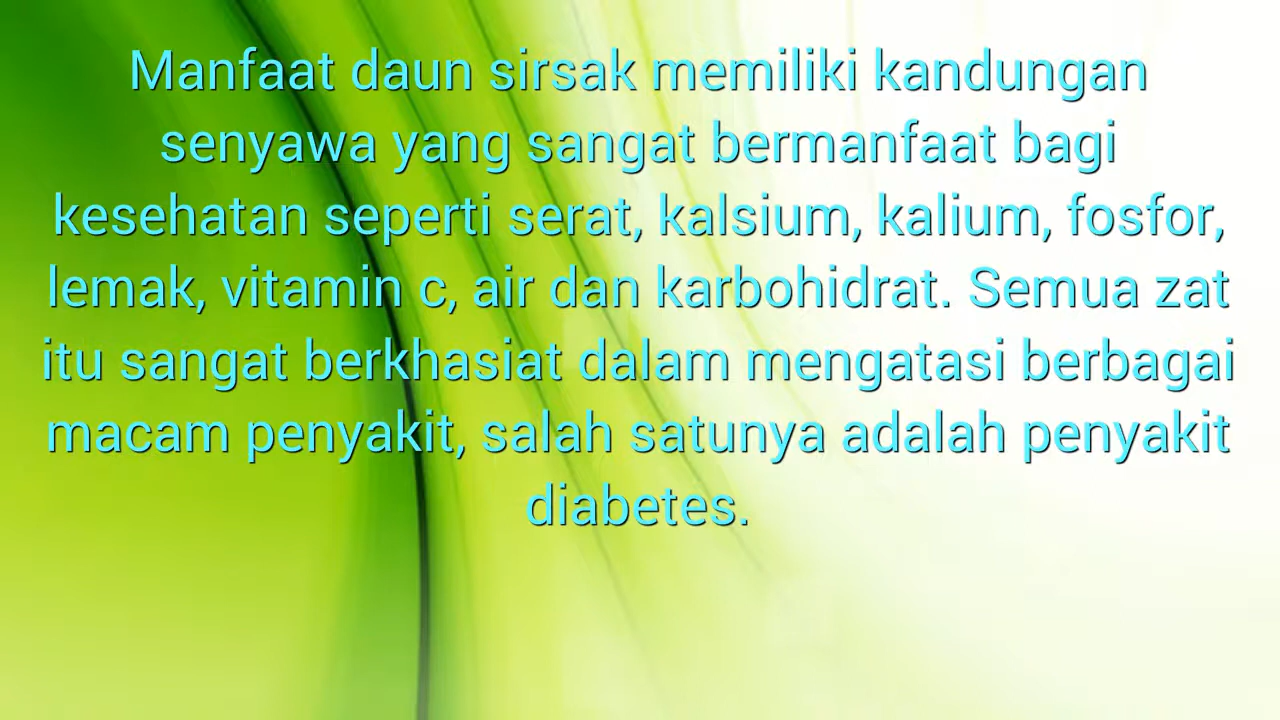 Manfaat daun sirsak memiliki kandungan
senyawa yang sangat bermanfaat bagi
kesehatan seperti serat, kalsium, kalium, fosfor,
lemak, vitamin c, air dan karbohidrat. Semua zat
itu sangat berkhasiat dalam mengatasi berbagai
macam penyakit, salah satunya adalah penyakit
diabetes.